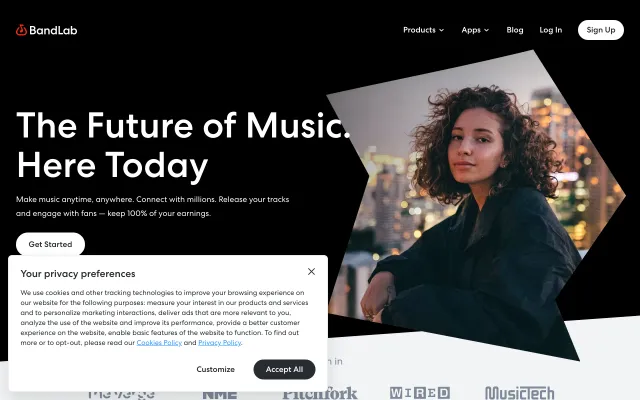 BandLab
Products
Apps
Blog
Log In
Sign Up
The Future of Music.
Here Today
Make music anytime, anywhere. Connect with millions. Release your tracks
and engage with fans — keep 100% of your earnings.
Get Started
Your privacy preferences
We use cookies and other tracking technologies to improve your browsing experience on
our website for the following purposes: measure your interest in our products and services
and to personalize marketing interactions, deliver ads that are more relevant to you,
analyze the use of the website and improve its performance, provide a better customer
experience on the website, enable basic features of the website to function. To find out
more or to opt-out, please read our Cookies Policy and Privacy Policy.
Customize
Accept All
in
NME
Pitchfork
WIRED
MusicTech